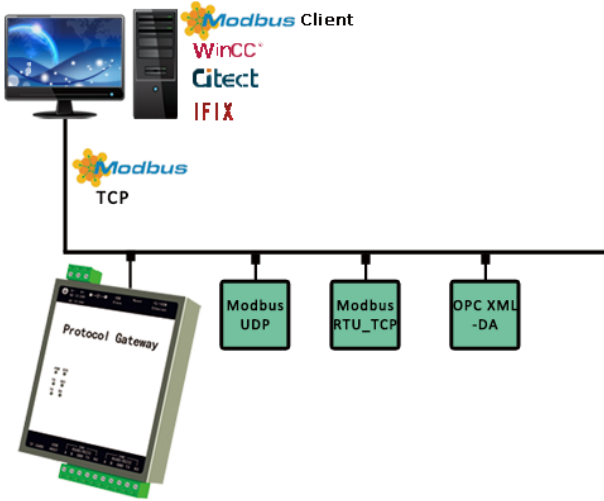 Modbus Client
WinCC®
Citect
IFIX
Modbus
TCP
Protocol Gateway
Modbus
UDP
Modbus
RTU_TCP
OPC XML
-DA